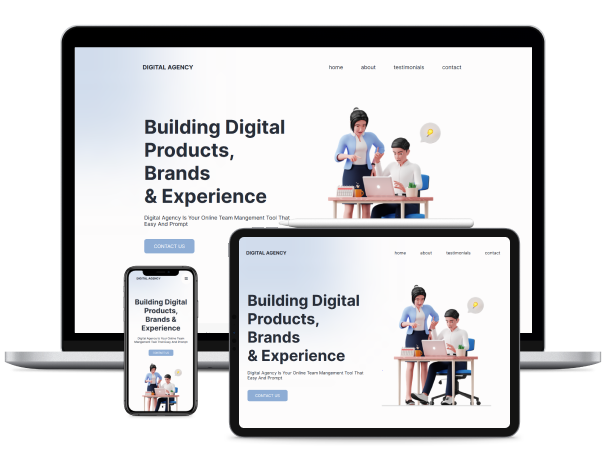 DIGITAL AGENCY
home about testimonials contact
Building Digital
Products,
Brands
& Experience
Digital Agency Is Your Online Team Mangement Tool That
Easy And Prompt
CONTACT US
DIGITAL AGENCY
Building Digital
Products,
Brands &
Experience
Digital Agency Is Your Online Team
Mangement Tool That Easy And Prompt
CONTACT US
DIGITAL AGENCY
home about testimonials contact
Building Digital
Products,
Brands
& Experience
Digital Agency Is Your Online Team Mangement Tool That
Easy And Prompt
CONTACT US